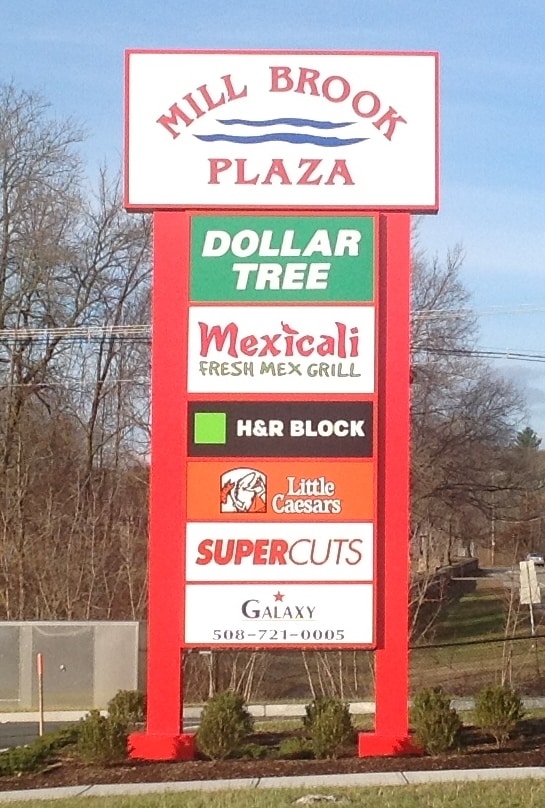 MILL BROOK
PLAZA
DOLLAR
TREE
Mexicali
FRESH MEX GRILL
H&R BLOCK
Little
Caesars
SUPERCUTS
GALAXY
508-721-0005